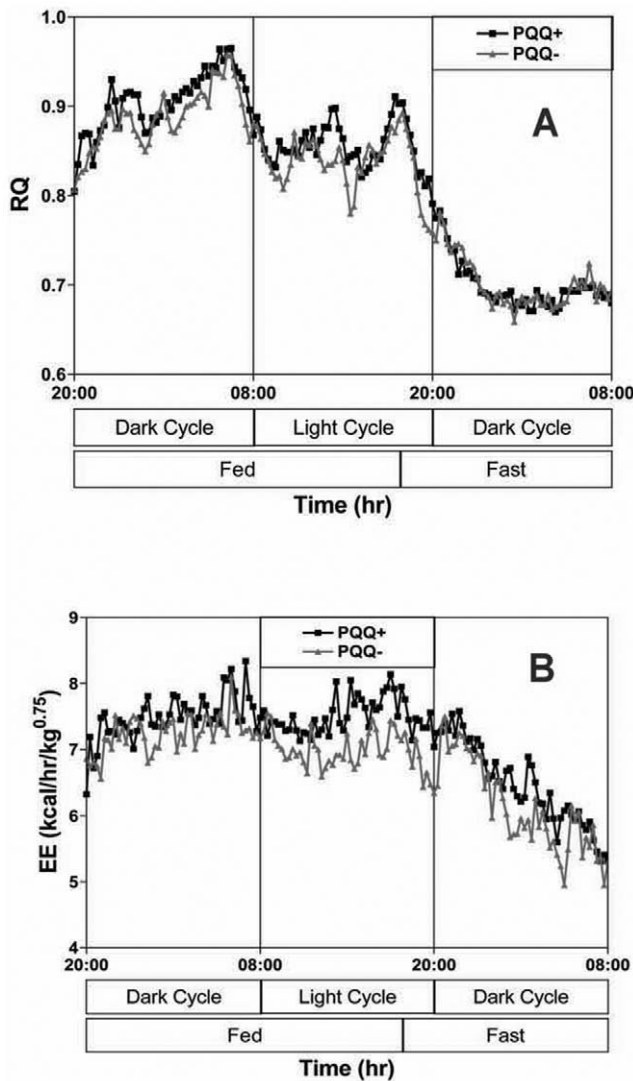 1.0
PQQ+
PQQ-
A
0.9
0.8
RQ
0.7
0.6
20:00 08:00 20:00 08:00
Dark Cycle Light Cycle Dark Cycle
Fed Fast
Time (hr)
9
PQQ+
PQQ-
B
8
7
EE (kcal/hr/kg0.75)
6
5
4
20:00 08:00 20:00 08:00
Dark Cycle Light Cycle Dark Cycle
Fed Fast
Time (hr)